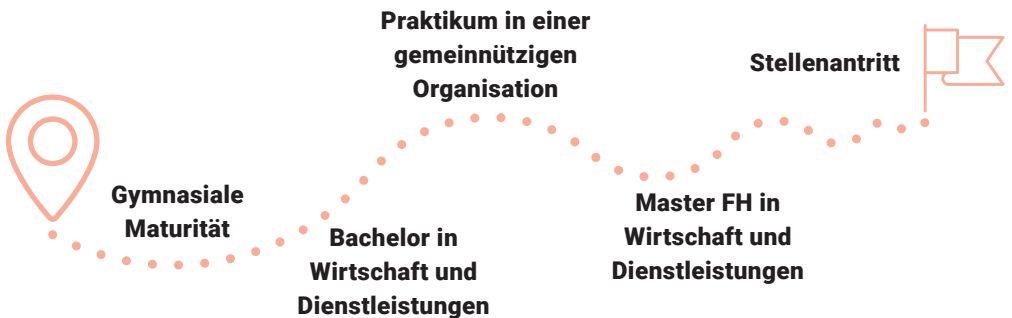 Gymnasiale
Maturität
Bachelor in
Wirtschaft und
Dienstleistungen
Praktikum in einer
gemeinnützigen
Organisation
Master FH in
Wirtschaft und
Dienstleistungen
Stellenantritt